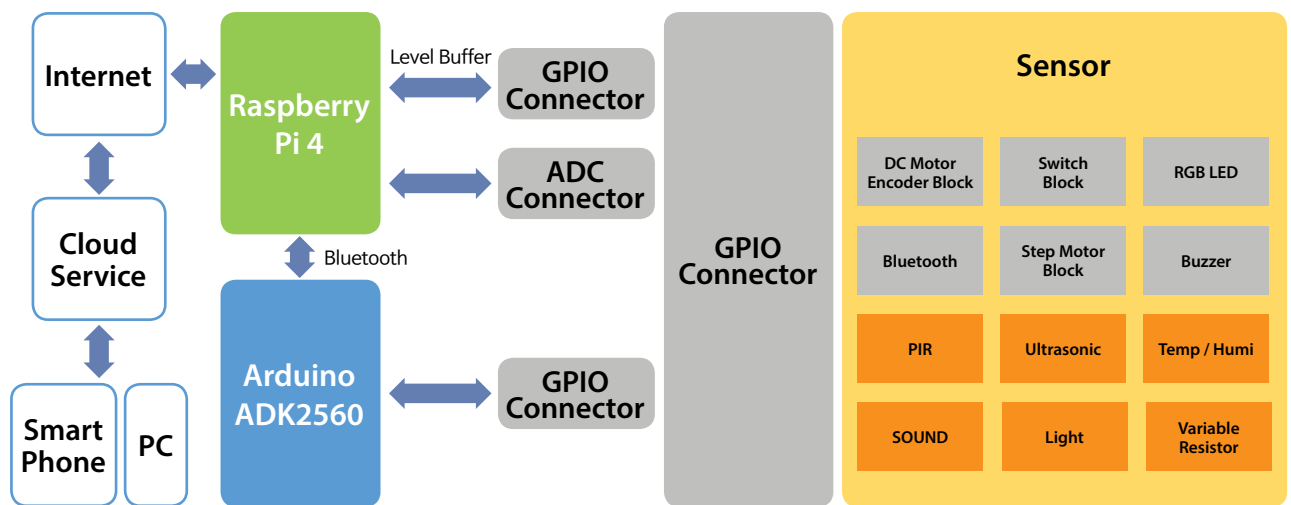 Internet
Cloud
Service
Smart
Phone
PC
Raspberry
Pi 4
Bluetooth
Arduino
ADK2560
Level Buffer
GPIO
Connector
ADC
Connector
GPIO
Connector
GPIO
Connector
Sensor
DC Motor
Encoder Block
Switch
Block
RGB LED
Bluetooth
Step Motor
Block
Buzzer
PIR
Ultrasonic
Temp / Humi
SOUND
Light
Variable
Resistor